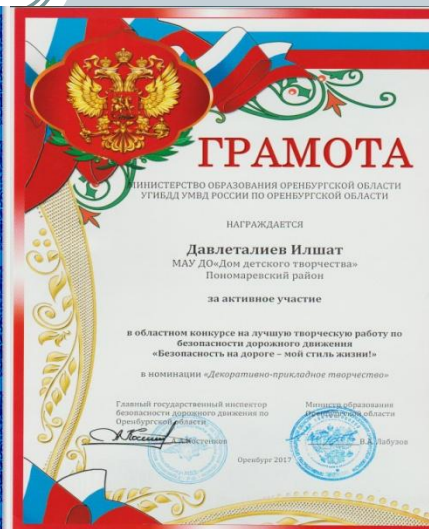 ГРАМОТА
МИНИСТЕРСТВО ОБРАЗОВАНИЯ ОРЕНБУРГСКОЙ ОБЛАСТИ
УГИБДД УМВД РОССИИ ПО ОРЕНБУРГСКОЙ ОБЛАСТИ
НАГРАЖДАЕТСЯ
Давлеталиев Илшат
МАУ ДО«Дом детского творчества»
Пономаревский район
за активное участие
в областном конкурсе на лучшую творческую работу по
безопасности дорожного движения
«Безопасность на дороге – мой стиль жизни!»
в номинации «Декоративно-прикладное творчество»
Главный государственный инспектор
безопасности дорожного движения по
Оренбургской области
Министр образования
Оренбургской области
В.А. Лабузов
Оренбург 2017